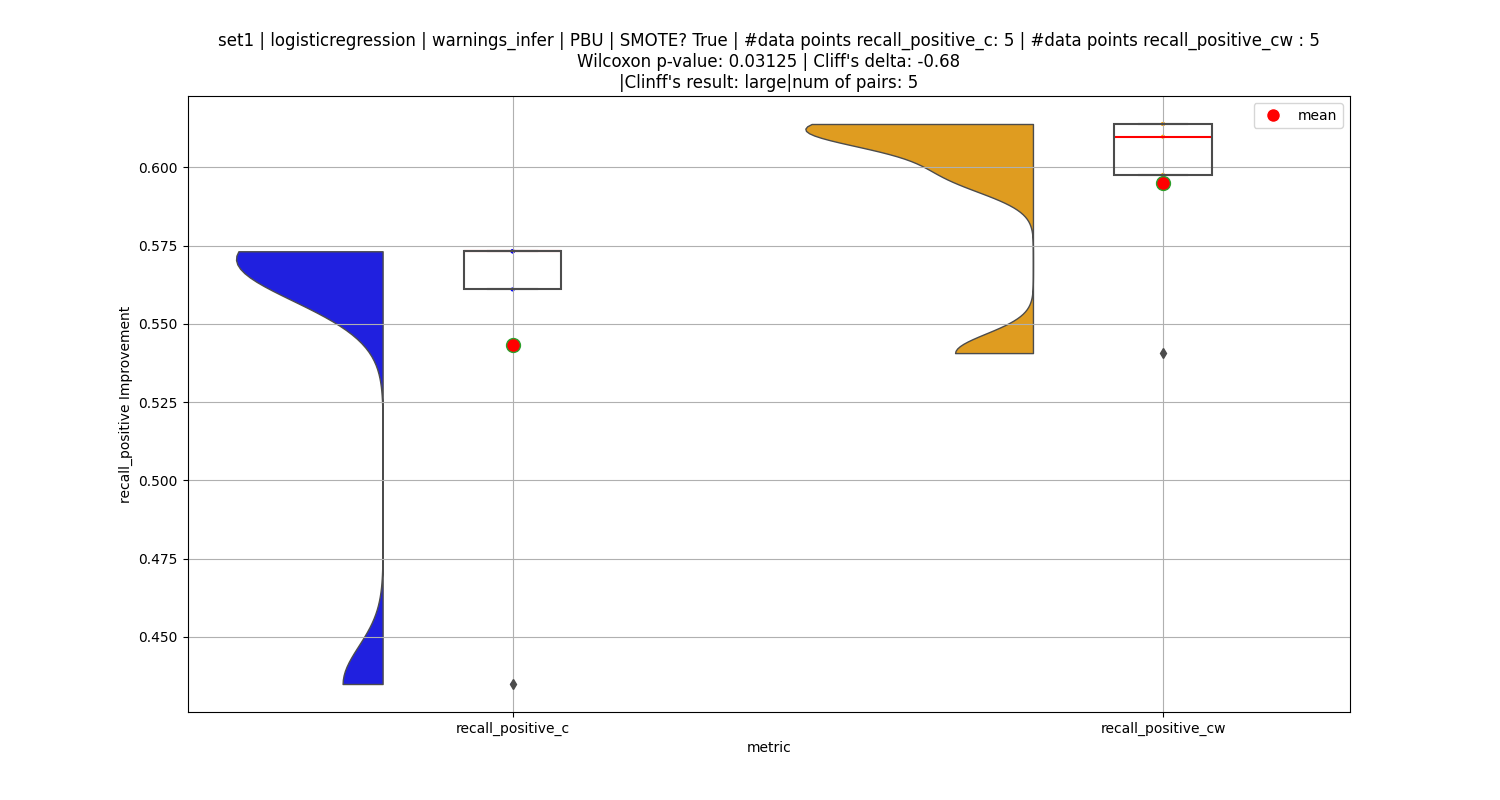 set1 | logisticregression | warnings_infer | PBU | SMOTE? True | #data points recall_positive_c: 5 | #data points recall_positive_cw : 5
Wilcoxon p-value: 0.03125 | Cliff's delta: -0.68
|Clinff's result: large|num of pairs: 5
mean
0.600
0.575
0.550
0.525
0.500
0.475
0.450
recall_positive Improvement
recall_positive_c
recall_positive_cw
metric